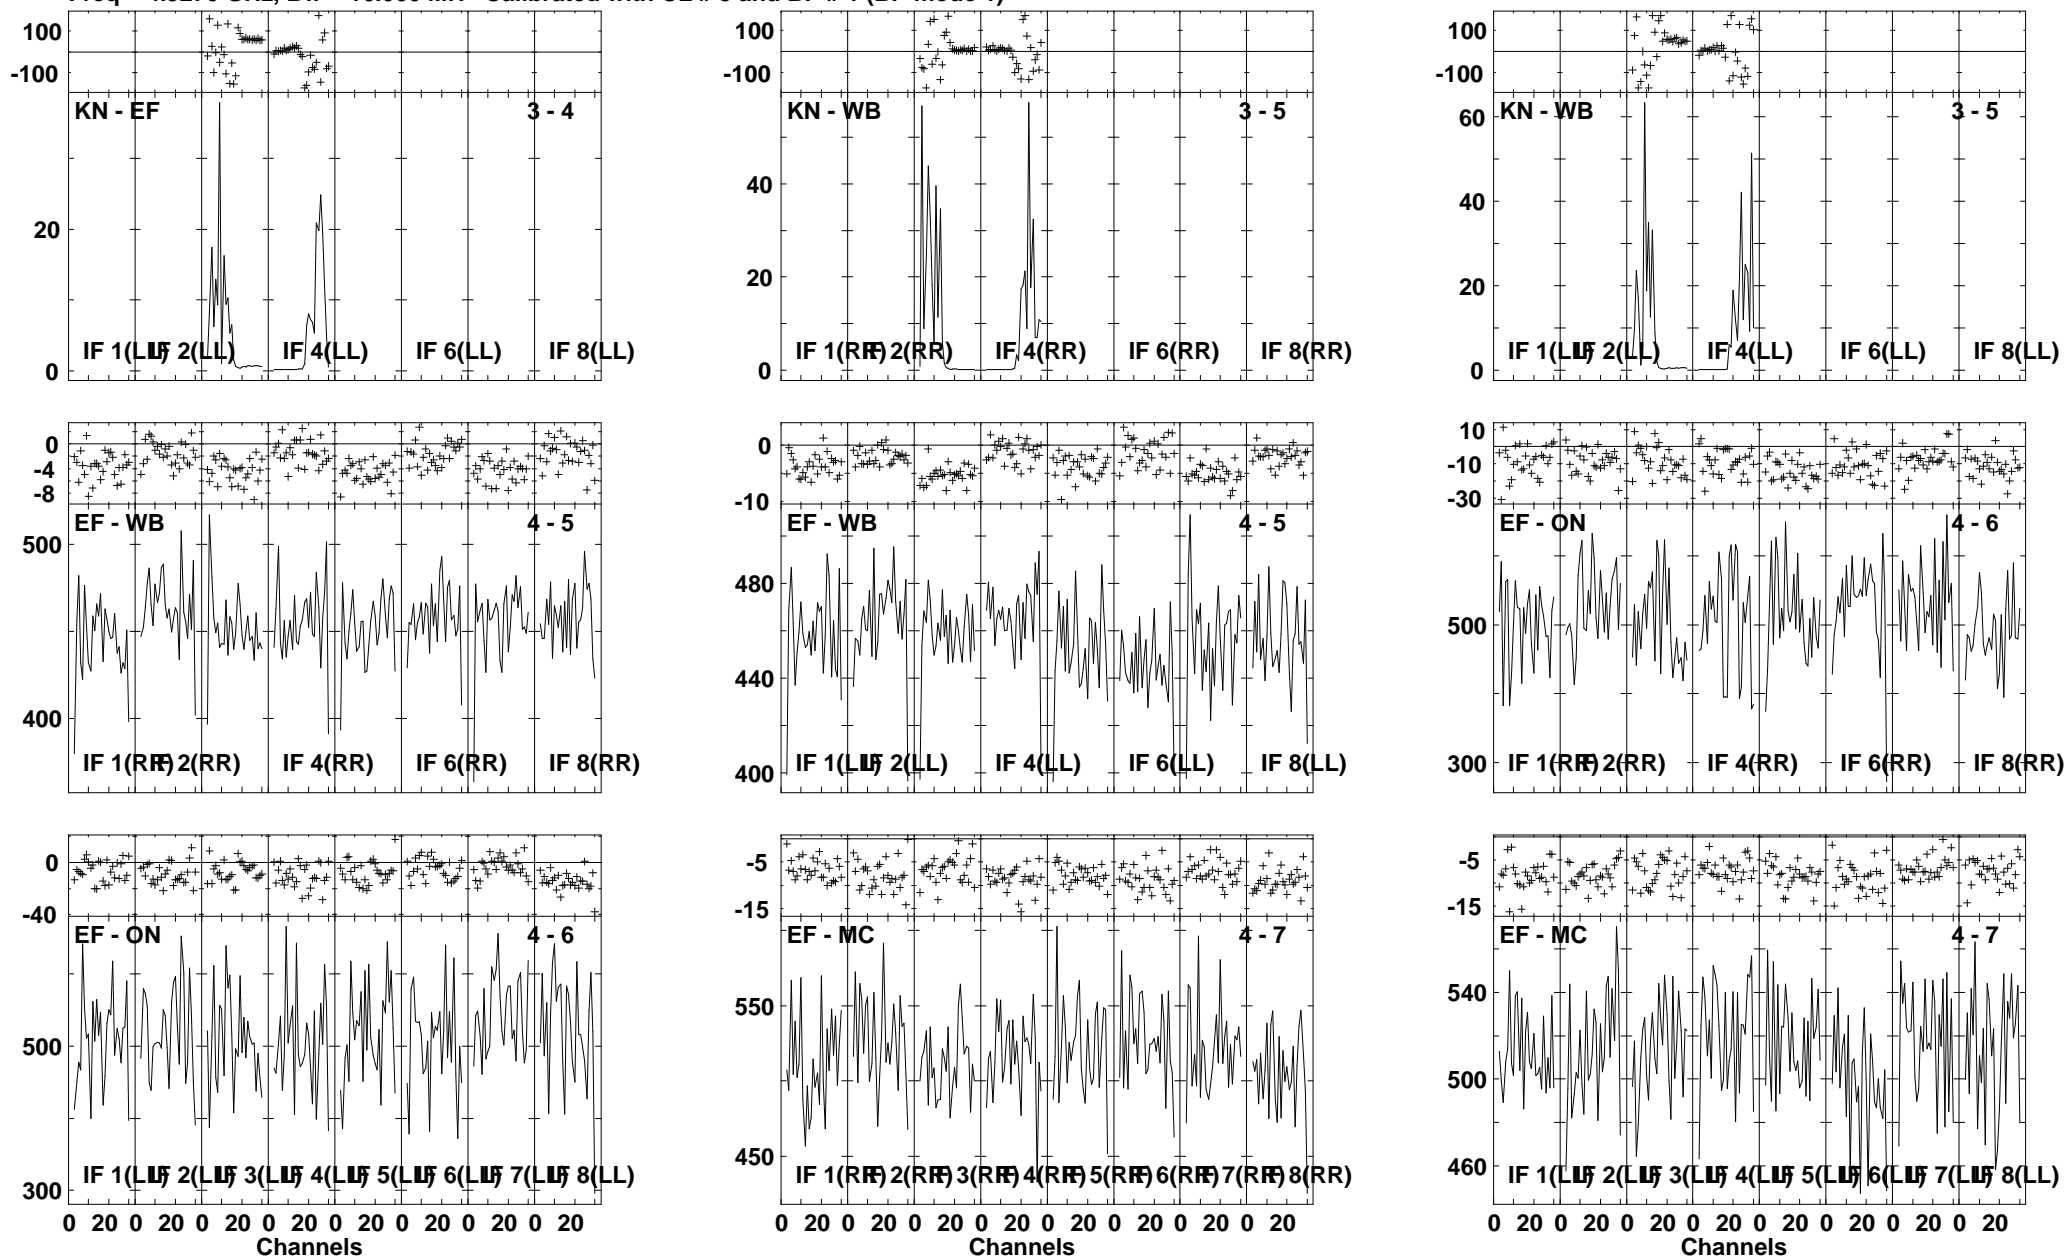 100
-100
KN - EF 3 - 4
20
0
IF 1(LL) IF 2(LL) IF 4(LL) IF 6(LL) IF 8(LL)
100
-100
KN - WB 3 - 5
40
20
0
IF 1(RR) IF 2(RR) IF 4(RR) IF 6(RR) IF 8(RR)
100
-100
KN - WB 3 - 5
60
40
20
0
IF 1(LL) IF 2(LL) IF 4(LL) IF 6(LL) IF 8(LL)
0
-4
-8
EF - WB 4 - 5
500
400
IF 1(RR) IF 2(RR) IF 4(RR) IF 6(RR) IF 8(RR)
0
-10
EF - WB 4 - 5
480
440
400
IF 1(LL) IF 2(LL) IF 4(LL) IF 6(LL) IF 8(LL)
10
-10
-30
EF - ON 4 - 6
500
300
IF 1(RR) IF 2(RR) IF 4(RR) IF 6(RR) IF 8(RR)
0
-40
EF - ON 4 - 6
500
300
IF 1(LL) IF 2(LL) IF 3(LL) IF 4(LL) IF 5(LL) IF 6(LL) IF 7(LL) IF 8(LL)
0 20 0 20 0 20 0 20 0 20 0 20 0 20 0 20
Channels
-5
-15
EF - MC 4 - 7
550
450
IF 1(RR) IF 2(RR) IF 3(RR) IF 4(RR) IF 5(RR) IF 6(RR) IF 7(RR) IF 8(RR)
0 20 0 20 0 20 0 20 0 20 0 20 0 20 0 20
Channels
-5
-15
EF - MC 4 - 7
540
500
460
IF 1(LL) IF 2(LL) IF 3(LL) IF 4(LL) IF 5(LL) IF 6(LL) IF 7(LL) IF 8(LL)
0 20 0 20 0 20 0 20 0 20 0 20 0 20 0 20
Channels